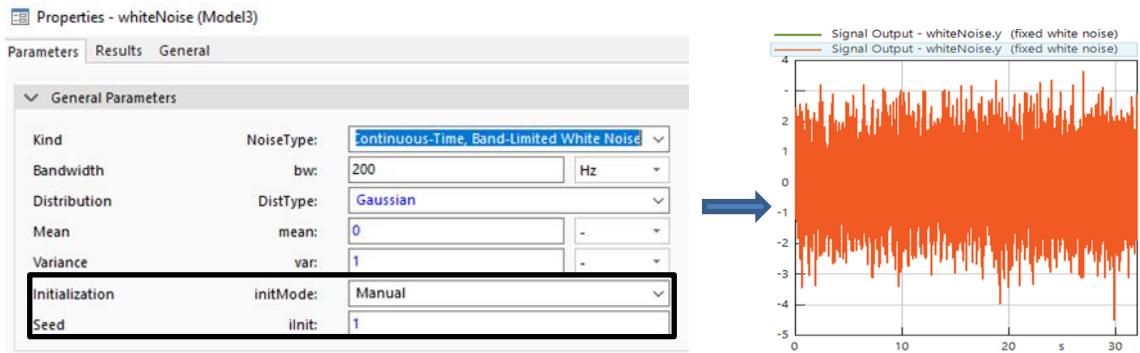 Properties - whiteNoise (Model3)
Parameters Results General
General Parameters
Kind NoiseType: Continuous-Time, Band-Limited White Noise
Bandwidth bw: 200 Hz
Distribution DistType: Gaussian
Mean mean: 0 -
Variance var: 1 -
Initialization initMode: Manual
Seed iInit: 1
Signal Output - whiteNoise.y (fixed white noise)
Signal Output - whiteNoise.y (fixed white noise)
4
-
2
1
0
-1
-2
-3
-4
-5
0 10 20 s 30